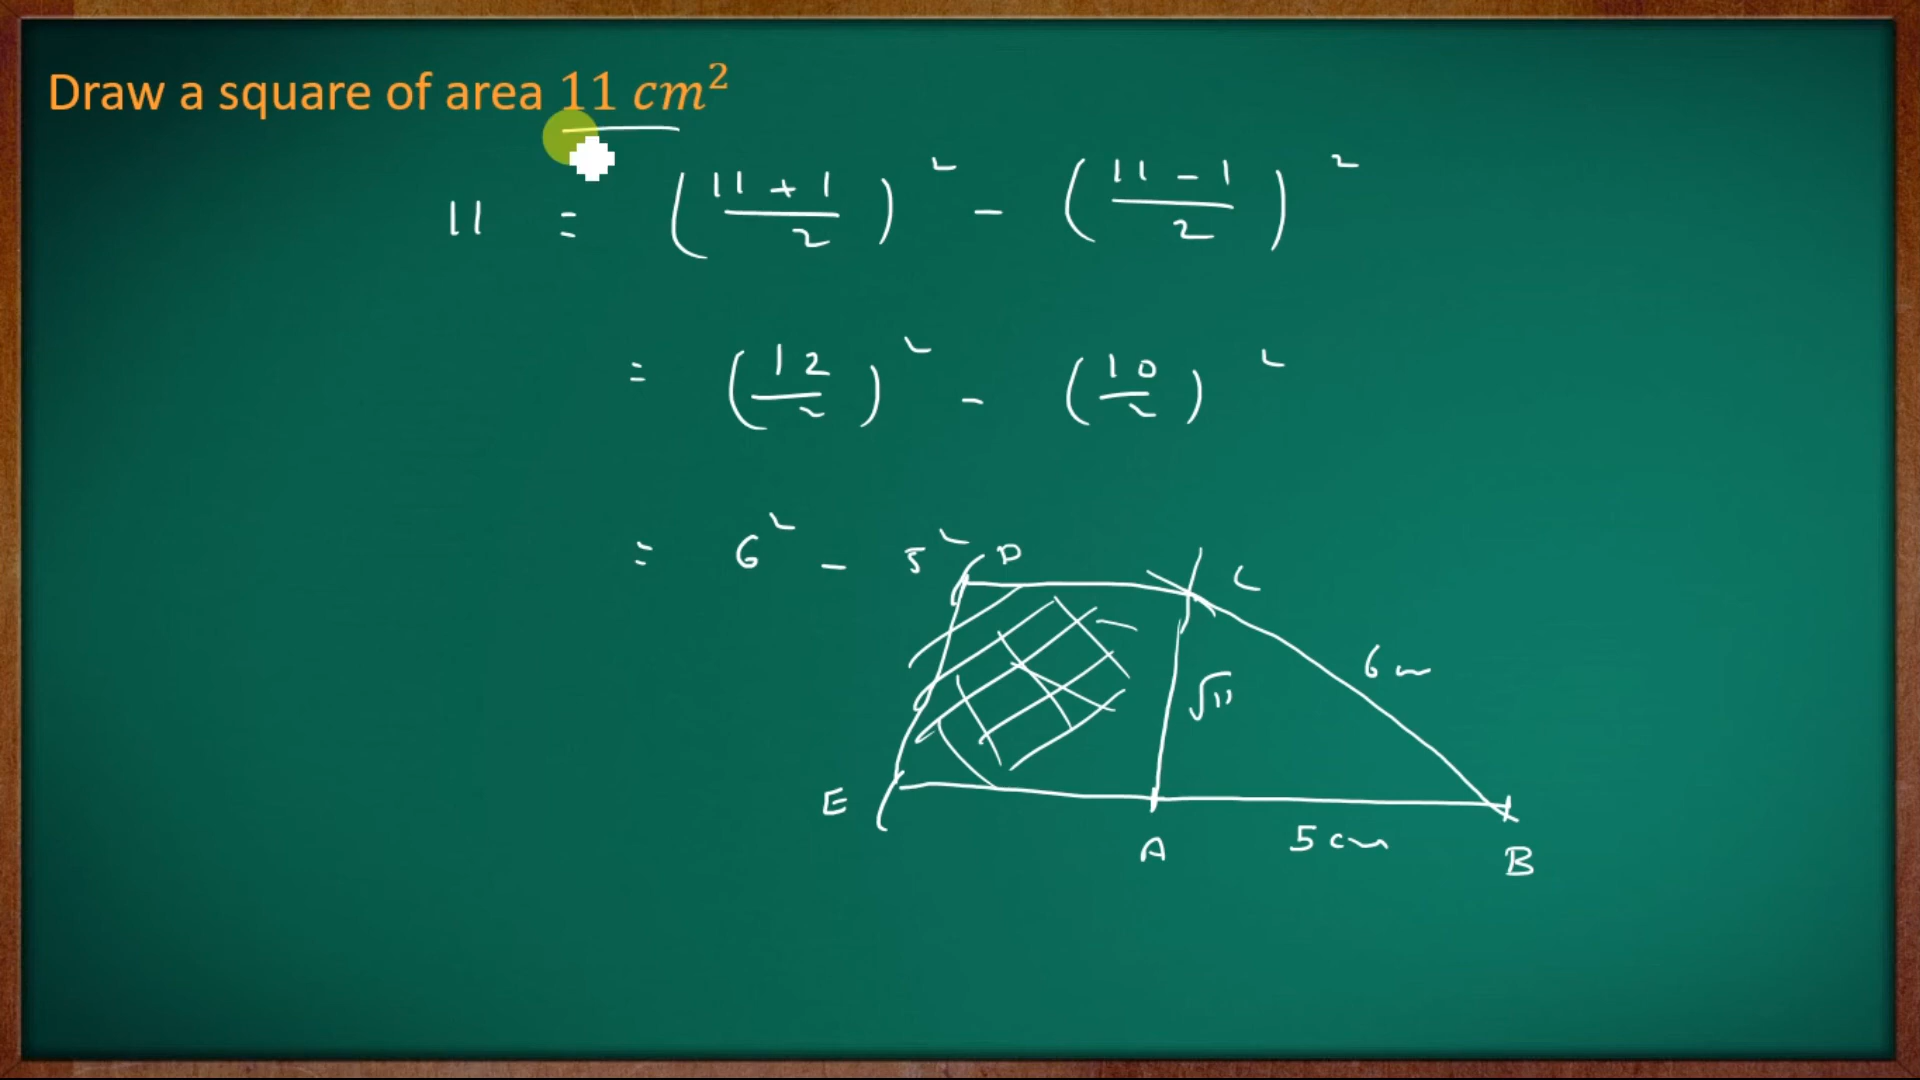 Draw a square of area 11 cm²
11 = ((11 + 1)/2)² - ((11 - 1)/2)²
= (12/2)² - (10/2)²
= 6² - 5²
D
C
6 cm
√11
E
A
5 cm
B